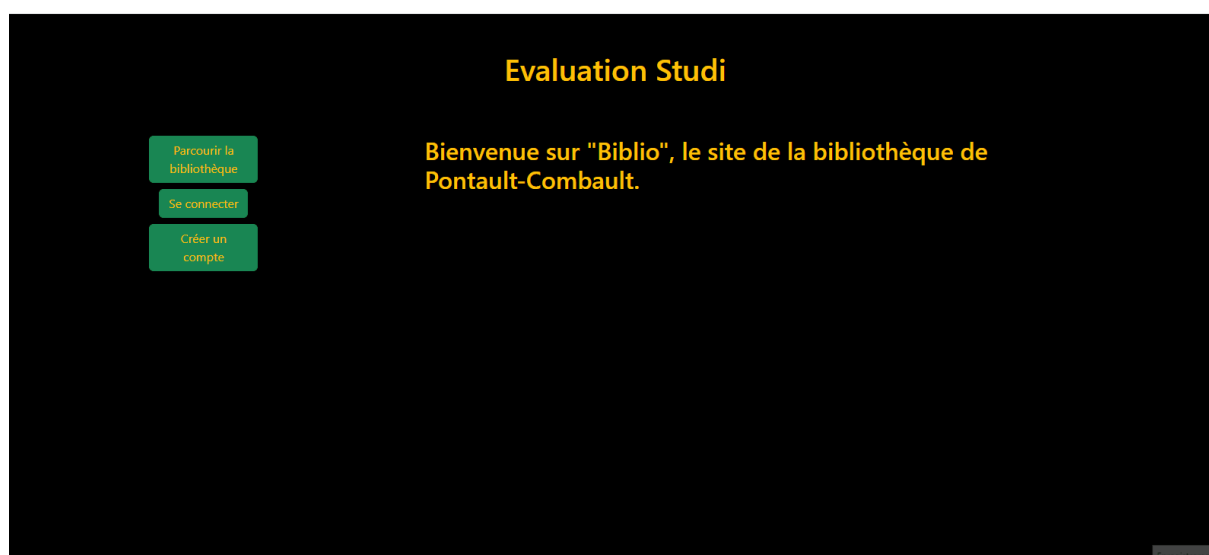 Evaluation Studi
Parcourir la
bibliothèque
Se connecter
Créer un
compte
Bienvenue sur "Biblio", le site de la bibliothèque de
Pontault-Combault.